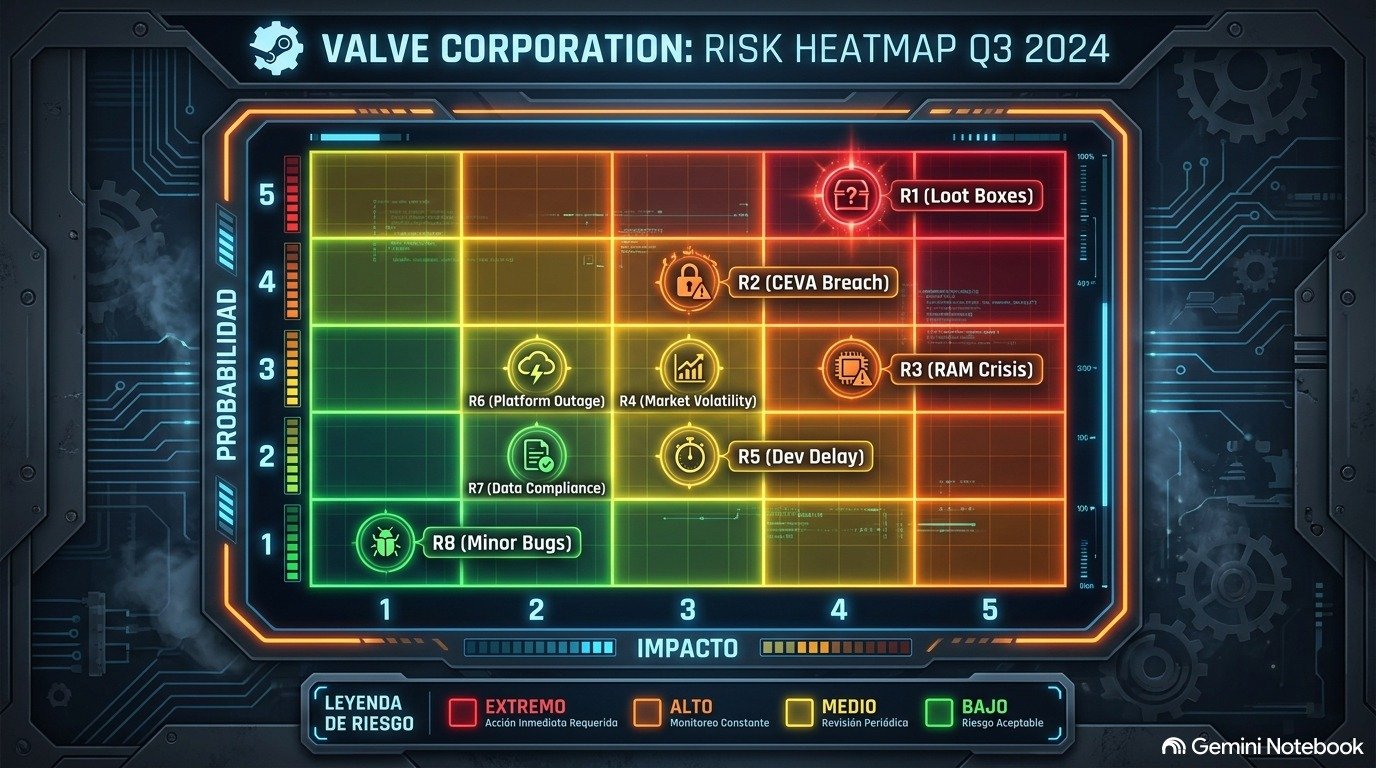 VALVE CORPORATION: RISK HEATMAP Q3 2024
PROBABILIDAD
5
4
3
2
1
R1 (Loot Boxes)
R2 (CEVA Breach)
R3 (RAM Crisis)
R6 (Platform Outage)
R4 (Market Volatility)
R7 (Data Compliance)
R5 (Dev Delay)
R8 (Minor Bugs)
100%
1
2
3
4
5
IMPACTO
LEYENDA
DE RIESGO
EXTREMO
Acción Inmediata Requerida
ALTO
Monitoreo Constante
MEDIO
Revisión Periódica
BAJO
Riesgo Aceptable
Gemini Notebook